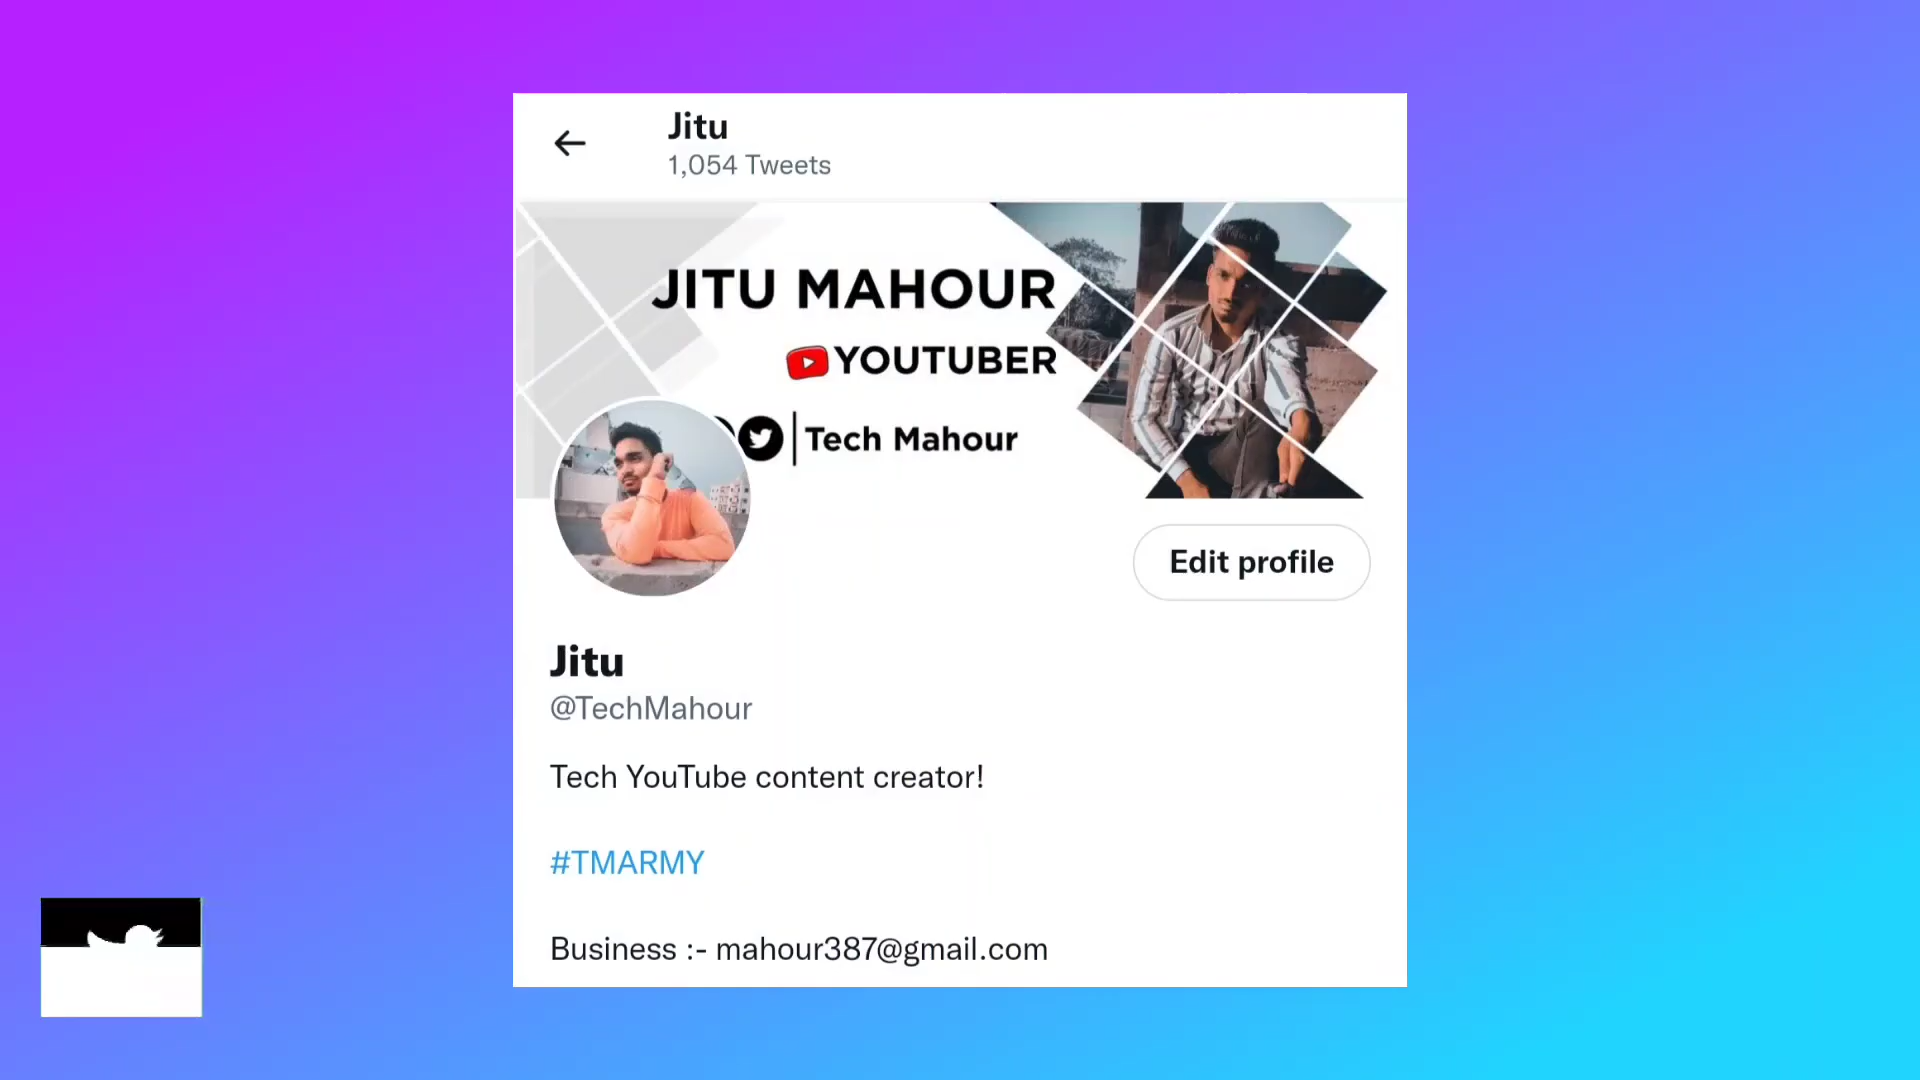 Jitu
1,054 Tweets
JITU MAHOUR
YOUTUBER
Tech Mahour
Edit profile
Jitu
@TechMahour
Tech YouTube content creator!
#TMARMY
Business :- mahour387@gmail.com